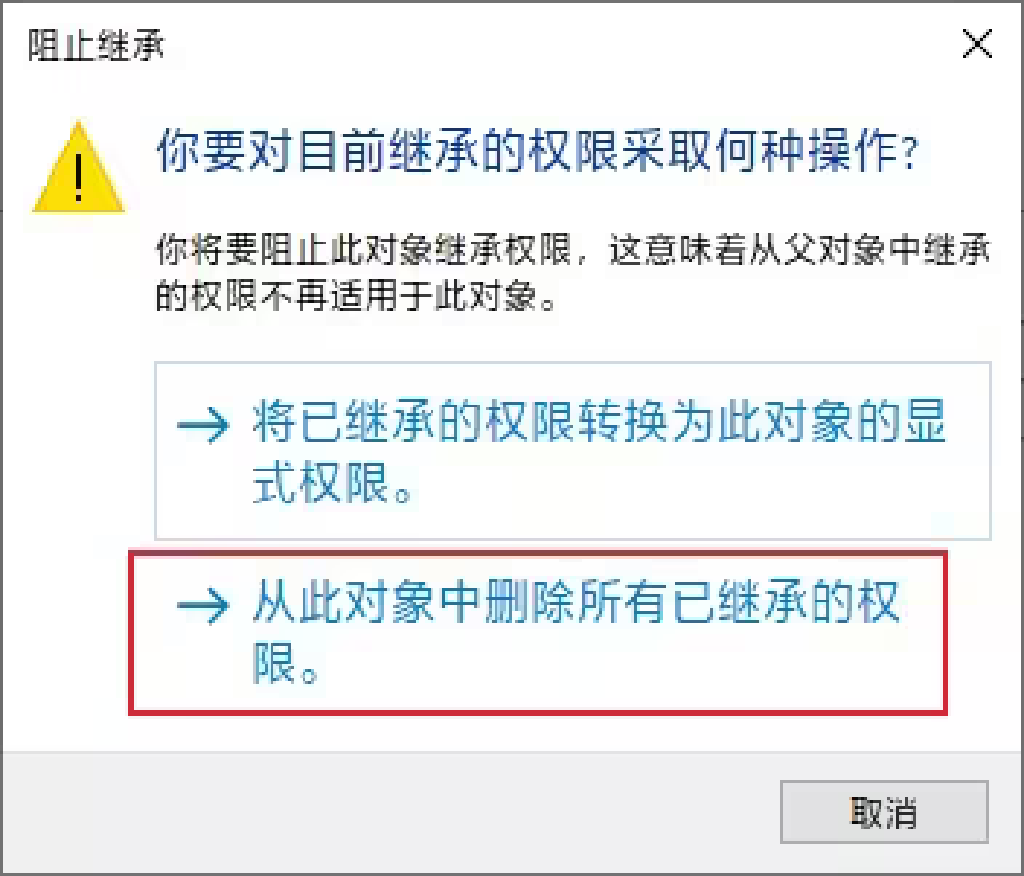 阻止继承
你要对目前继承的权限采取何种操作?
你将要阻止此对象继承权限，这意味着从父对象中继承
的权限不再适用于此对象。
将已继承的权限转换为此对象的显
式权限。
从此对象中删除所有已继承的权
限。
取消